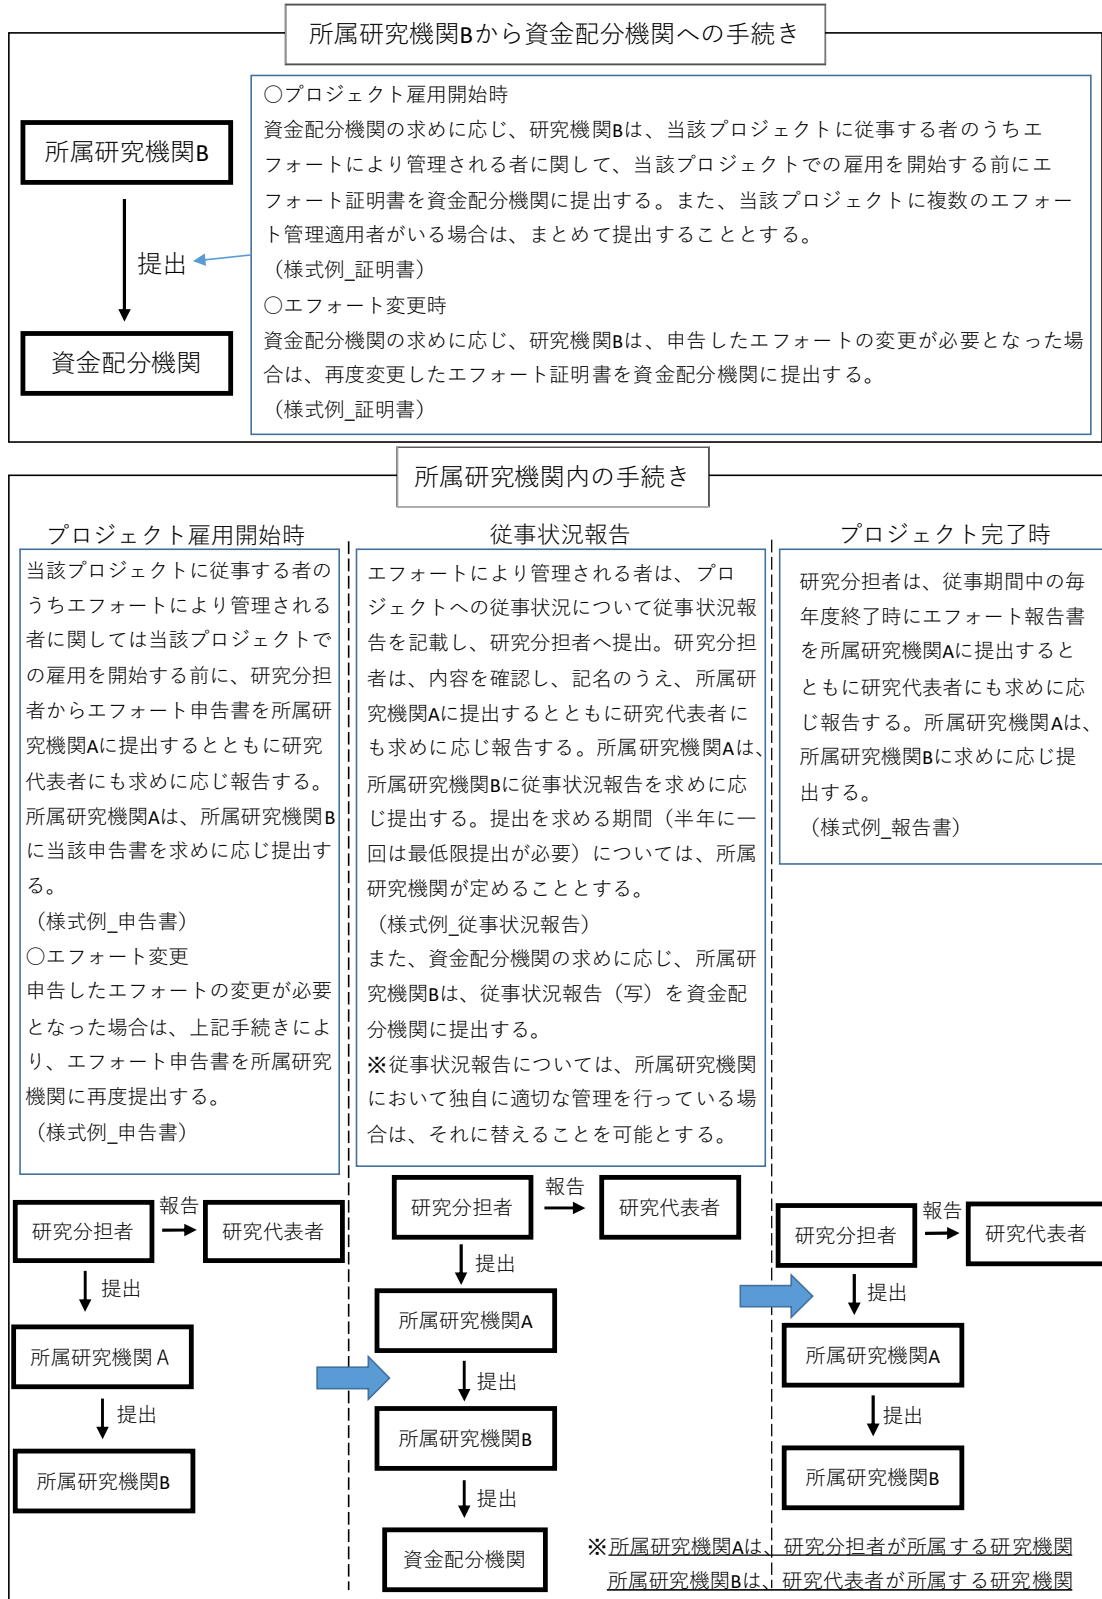 所属研究機関Bから資金配分機関への手続き
所属研究機関B
提出
資金配分機関
○プロジェクト雇用開始時
資金配分機関の求めに応じ、研究機関Bは、当該プロジェクトに従事する者のうちエ
フォートにより管理される者に関して、当該プロジェクトでの雇用を開始する前にエ
フォート証明書を資金配分機関に提出する。また、当該プロジェクトに複数のエフォー
ト管理適用者がいる場合は、まとめて提出することとする。
（様式例_証明書）
○エフォート変更時
資金配分機関の求めに応じ、研究機関Bは、申告したエフォートの変更が必要となった場
合は、再度変更したエフォート証明書を資金配分機関に提出する。
（様式例_証明書）
所属研究機関内の手続き
プロジェクト雇用開始時
当該プロジェクトに従事する者の
うちエフォートにより管理される
者に関しては当該プロジェクトで
の雇用を開始する前に、研究分担
者からエフォート申告書を所属研
究機関Aに提出するとともに研究
代表者にも求めに応じ報告する。
所属研究機関Aは、所属研究機関B
に当該申告書を求めに応じ提出す
る。
（様式例_申告書）
○エフォート変更
申告したエフォートの変更が必要
となった場合は、上記手続きによ
り、エフォート申告書を所属研究
機関に再度提出する。
（様式例_申告書）
研究分担者
報告
研究代表者
提出
所属研究機関Ａ
提出
所属研究機関B
従事状況報告
エフォートにより管理される者は、プロ
ジェクトへの従事状況について従事状況報
告を記載し、研究分担者へ提出。研究分担
者は、内容を確認し、記名のうえ、所属研
究機関Aに提出するとともに研究代表者に
も求めに応じ報告する。所属研究機関Aは、
所属研究機関Bに従事状況報告を求めに応
じ提出する。提出を求める期間（半年に一
回は最低限提出が必要）については、所属
研究機関が定めることとする。
（様式例_従事状況報告）
また、資金配分機関の求めに応じ、所属研
究機関Bは、従事状況報告（写）を資金配
分機関に提出する。
※従事状況報告については、所属研究機関
において独自に適切な管理を行っている場
合は、それに替えることを可能とする。
研究分担者
報告
研究代表者
提出
所属研究機関A
提出
所属研究機関B
提出
資金配分機関
プロジェクト完了時
研究分担者は、従事期間中の毎
年度終了時にエフォート報告書
を所属研究機関Aに提出すると
ともに研究代表者にも求めに応
じ報告する。所属研究機関Aは、
所属研究機関Bに求めに応じ提
出する。
（様式例_報告書）
研究分担者
報告
研究代表者
提出
所属研究機関A
提出
所属研究機関B
※所属研究機関Aは、研究分担者が所属する研究機関
所属研究機関Bは、研究代表者が所属する研究機関